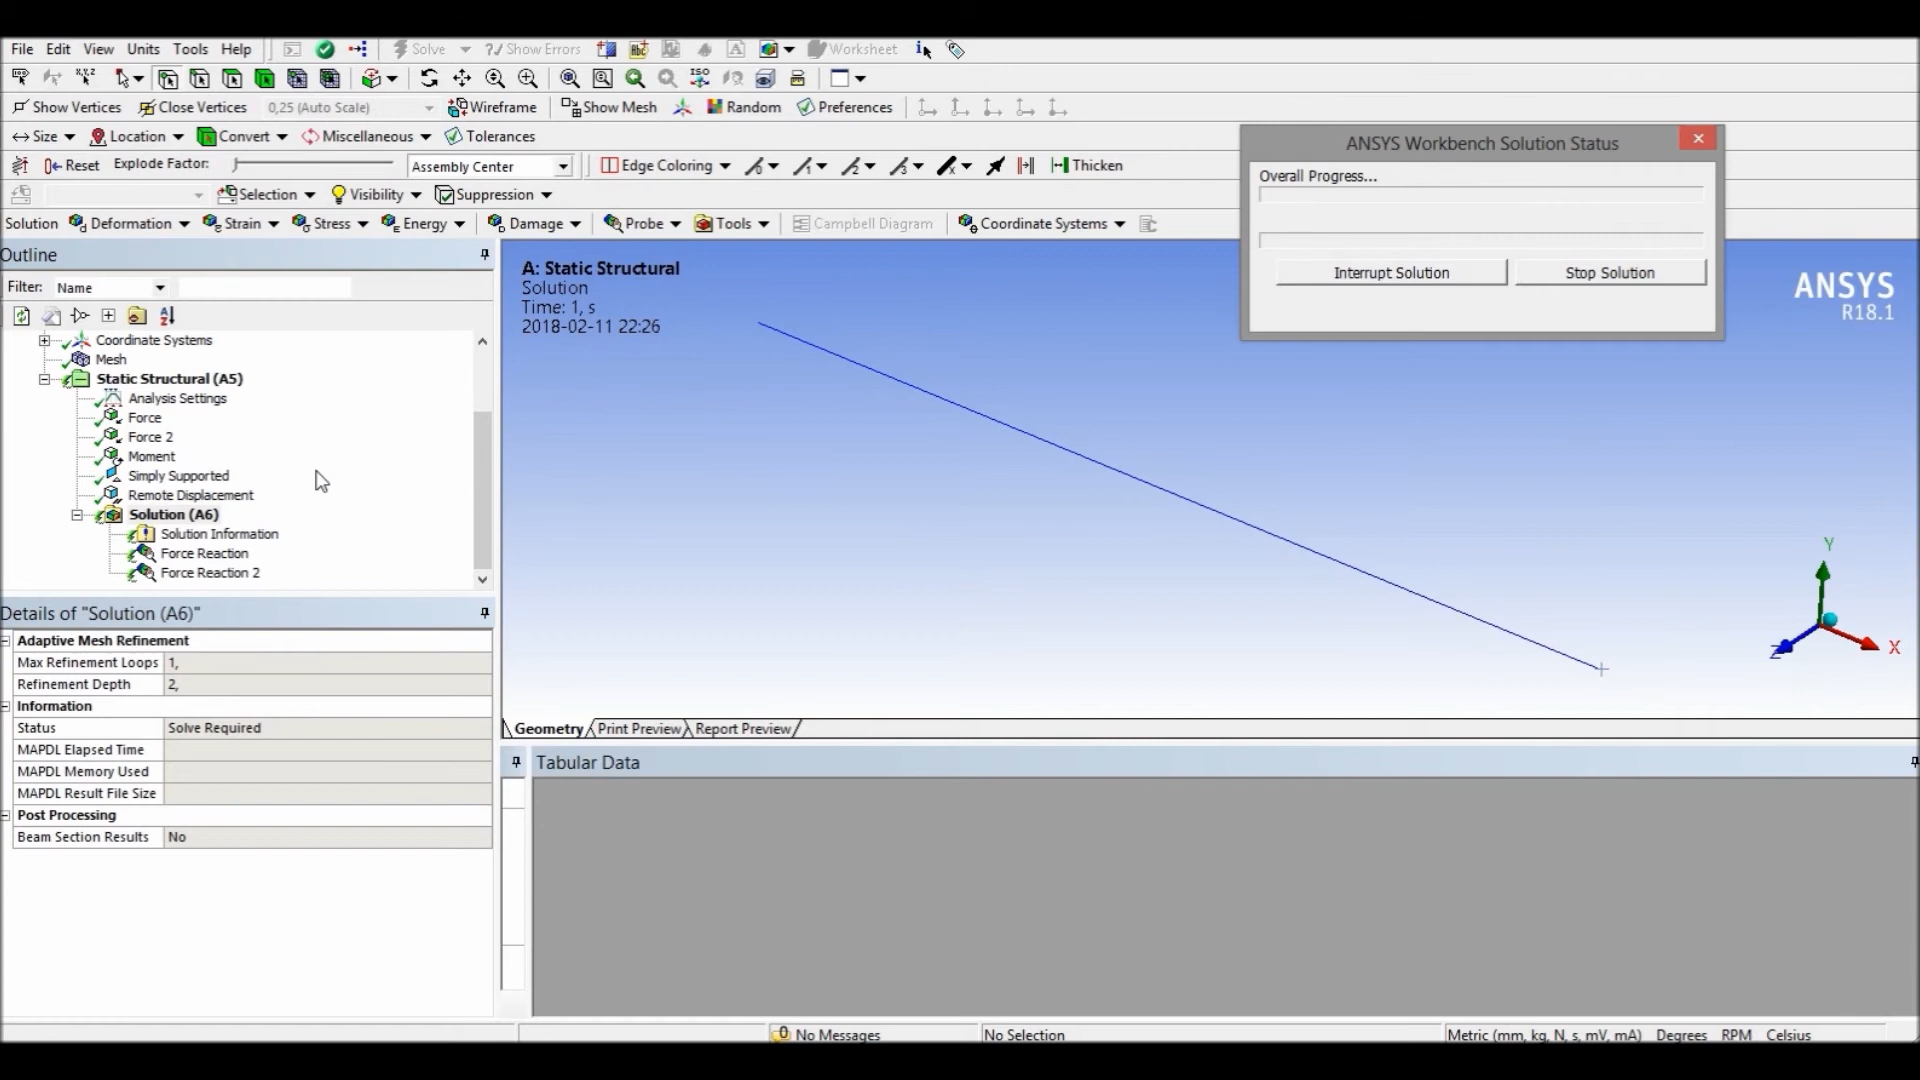 File Edit View Units Tools Help Solve ?/ Show Errors Worksheet
Show Vertices Close Vertices 0,25 (Auto Scale) Wireframe Show Mesh Random Preferences
Size Location Convert Miscellaneous Tolerances
Reset Explode Factor: Assembly Center Edge Coloring Thicken
Selection Visibility Suppression
Solution Deformation Strain Stress Energy Damage Probe Tools Campbell Diagram Coordinate Systems
ANSYS Workbench Solution Status
Overall Progress...
Interrupt Solution Stop Solution
Outline
Filter: Name
Coordinate Systems
Mesh
Static Structural (A5)
Analysis Settings
Force
Force 2
Moment
Simply Supported
Remote Displacement
Solution (A6)
Solution Information
Force Reaction
Force Reaction 2
A: Static Structural
Solution
Time: 1, s
2018-02-11 22:26
ANSYS
R18.1
Y
X
Z
Details of "Solution (A6)"
Adaptive Mesh Refinement
Max Refinement Loops 1,
Refinement Depth 2,
Information
Status Solve Required
MAPDL Elapsed Time
MAPDL Memory Used
MAPDL Result File Size
Post Processing
Beam Section Results No
Geometry Print Preview Report Preview
Tabular Data
No Messages No Selection Metric (mm, kg, N, s, mV, mA) Degrees RPM Celsius